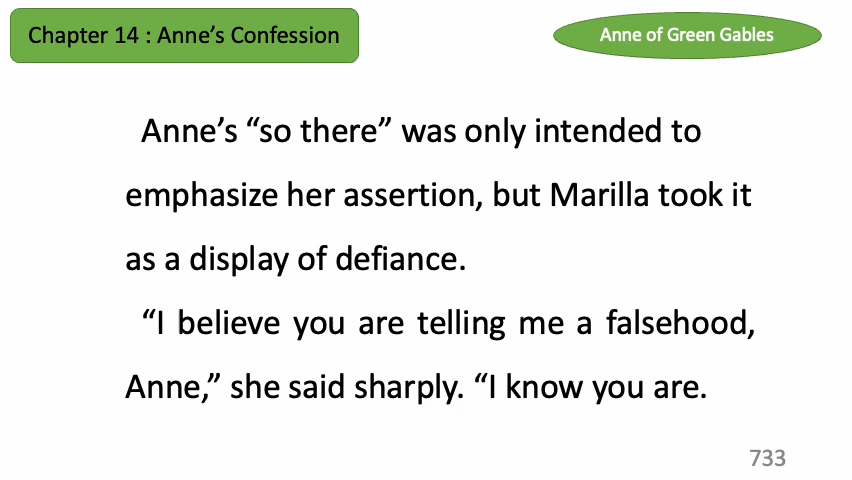 Chapter 14 : Anne’s Confession
Anne of Green Gables
Anne’s “so there” was only intended to
emphasize her assertion, but Marilla took it
as a display of defiance.
“I believe you are telling me a falsehood,
Anne,” she said sharply. “I know you are.
733